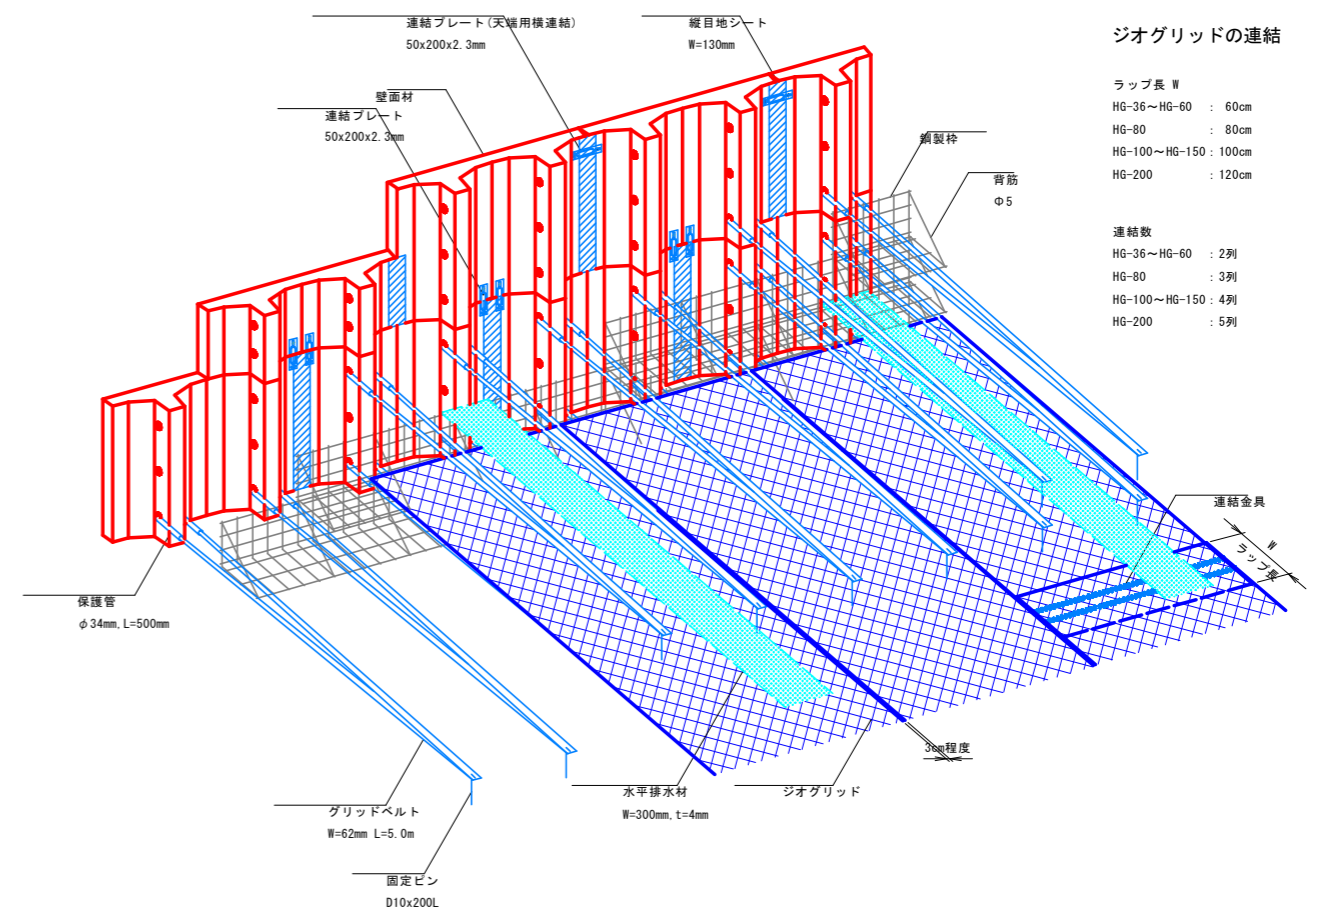 連結プレート(天端用横連結)
50x200x2.3mm
縦目地シート
W=130mm
ジオグリッドの連結
ラップ長 W
HG-36～HG-60 : 60cm
HG-80 : 80cm
HG-100～HG-150 : 100cm
HG-200 : 120cm
壁面材
連結プレート
50x200x2.3mm
鋼製枠
背筋
Φ5
連結数
HG-36～HG-60 : 2列
HG-80 : 3列
HG-100～HG-150 : 4列
HG-200 : 5列
連結金具
W
ラップ長
保護管
φ34mm,L=500mm
3cm程度
グリッドベルト
W=62mm L=5.0m
水平排水材
W=300mm,t=4mm
ジオグリッド
固定ピン
D10x200L